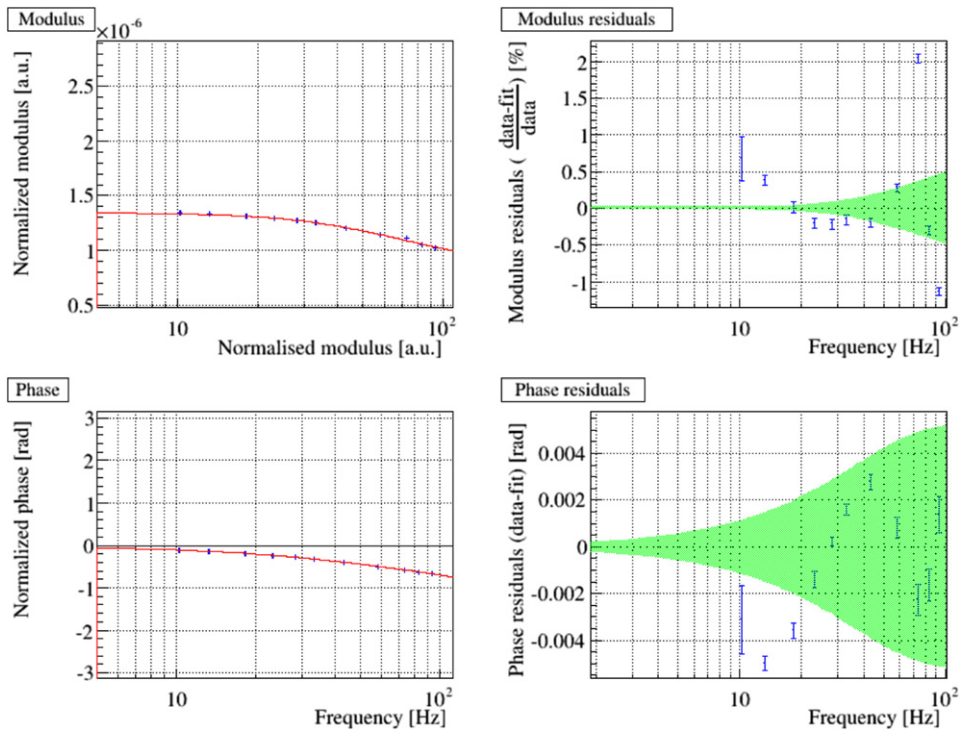 Modulus
×10^-6
Normalized modulus [a.u.]
2.5
2
1.5
1
0.5
10
10^2
Normalised modulus [a.u.]
Modulus residuals
Modulus residuals ( data-fit / data ) [%]
2
1.5
1
0.5
0
-0.5
-1
10
10^2
Frequency [Hz]
Phase
Normalized phase [rad]
3
2
1
0
-1
-2
-3
10
10^2
Frequency [Hz]
Phase residuals
Phase residuals (data-fit) [rad]
0.004
0.002
0
-0.002
-0.004
10
10^2
Frequency [Hz]